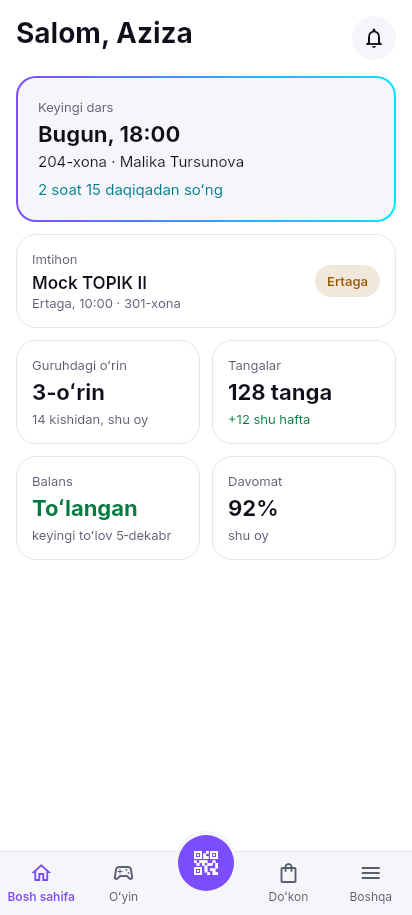 Salom, Aziza
Keyingi dars
Bugun, 18:00
204-xona · Malika Tursunova
2 soat 15 daqiqadan soʻng
Imtihon
Mock TOPIK II
Ertaga, 10:00 · 301-xona
Ertaga
Guruhdagi oʻrin
3-oʻrin
14 kishidan, shu oy
Tangalar
128 tanga
+12 shu hafta
Balans
Toʻlangan
keyingi toʻlov 5-dekabr
Davomat
92%
shu oy
Bosh sahifa
Oʻyin
Doʻkon
Boshqa